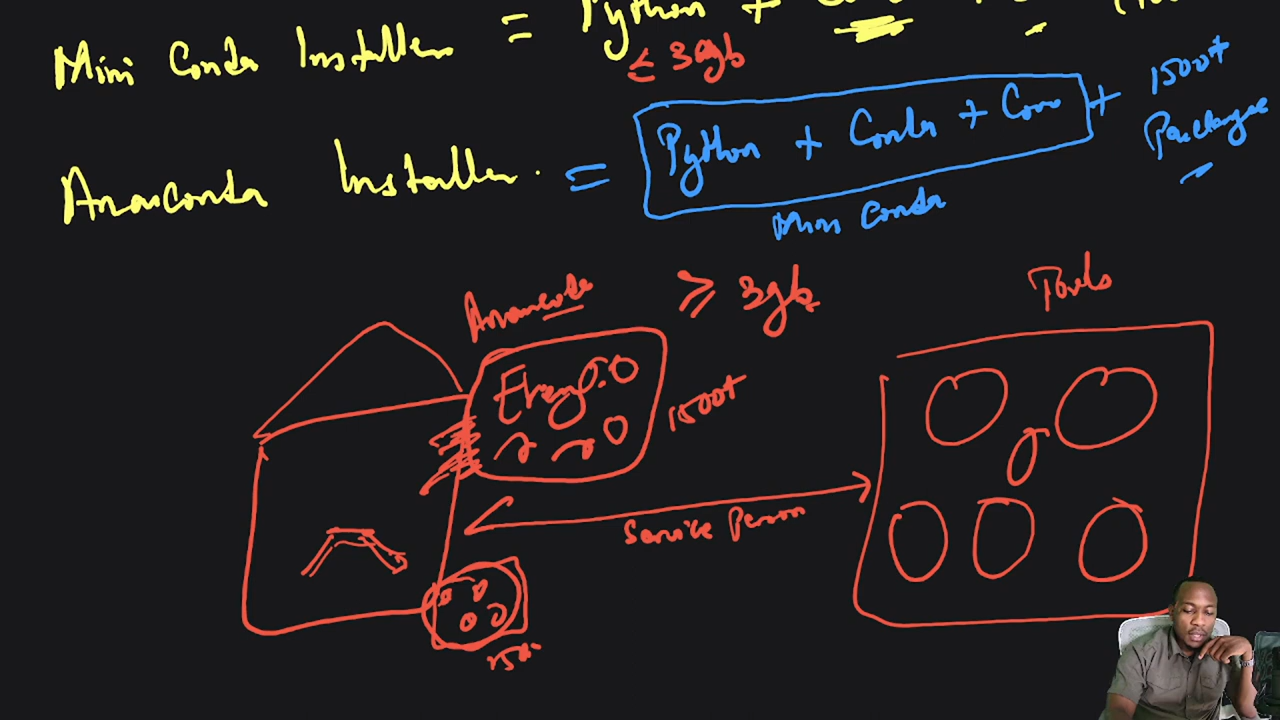 Mini Conda Installer = Python +
≤ 3gb
Anaconda Installer. = Python + Conda + Core + 1500+ Packages
Mini Conda
Anaconda ≥ 3gb
Tools
1500+
Service Person